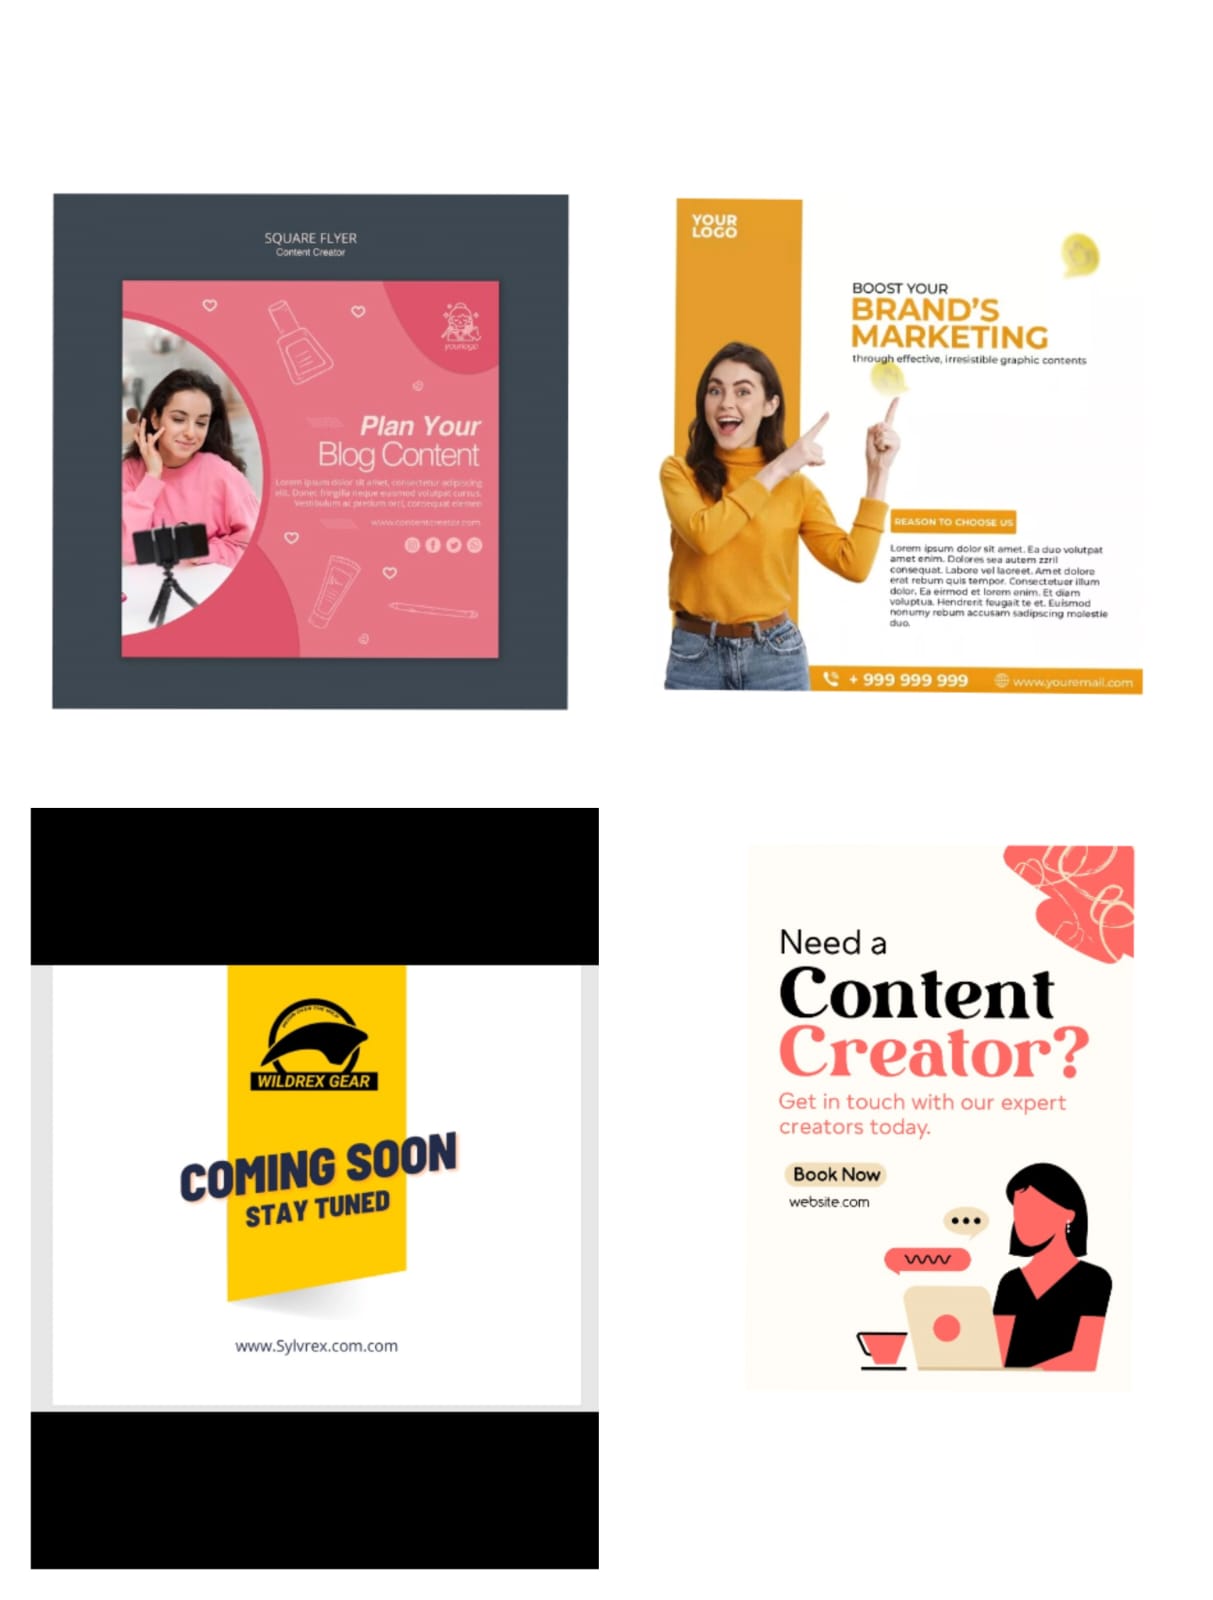 SQUARE FLYER
Content Creator
yourlogo
Plan Your
Blog Content
Lorem ipsum dolor sit amet, consectetur adipiscing
elit. Donec fringilla neque euismod volutpat cursus.
Vestibulum ac pretium orci, consequat elemen
www.contentcreator.com
YOUR
LOGO
BOOST YOUR
BRAND'S
MARKETING
through effective, irresistible graphic contents
REASON TO CHOOSE US
Lorem ipsum dolor sit amet. Ea duo volutpat
amet enim. Dolores sea autem zzril
consequat. Labore vel laoreet. Amet dolore
erat rebum quis tempor. Consectetuer illum
dolor. Ea eirmod et lorem enim. Et diam
voluptua. Hendrerit feugait te et. Euismod
nonumy rebum accusam sadipscing molestie
duo.
+ 999 999 999
www.youremail.com
WILDREX GEAR
COMING SOON
STAY TUNED
www.Sylvrex.com.com
Need a
Content
Creator?
Get in touch with our expert
creators today.
Book Now
website.com